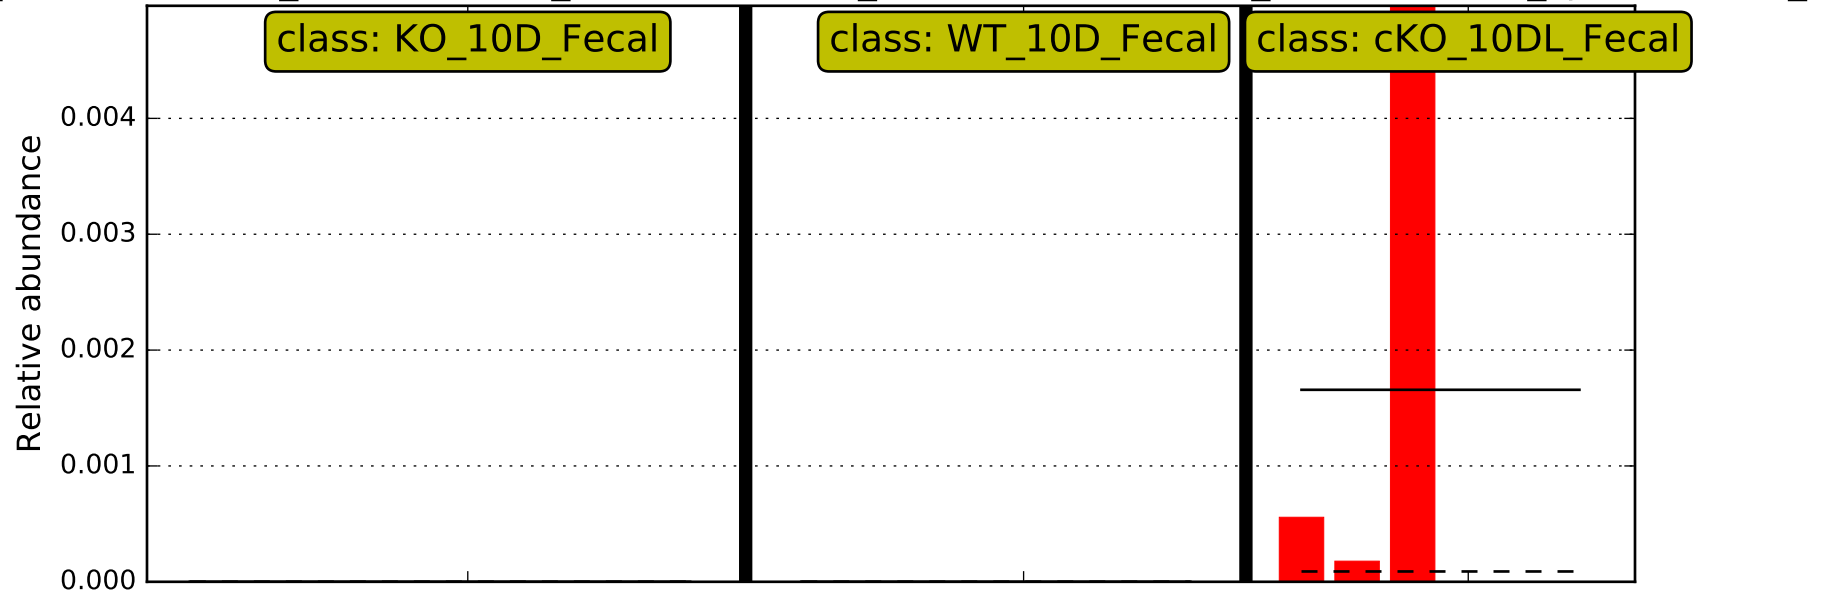 class: KO_10D_Fecal
class: WT_10D_Fecal
class: cKO_10DL_Fecal
Relative abundance
0.004
0.003
0.002
0.001
0.000